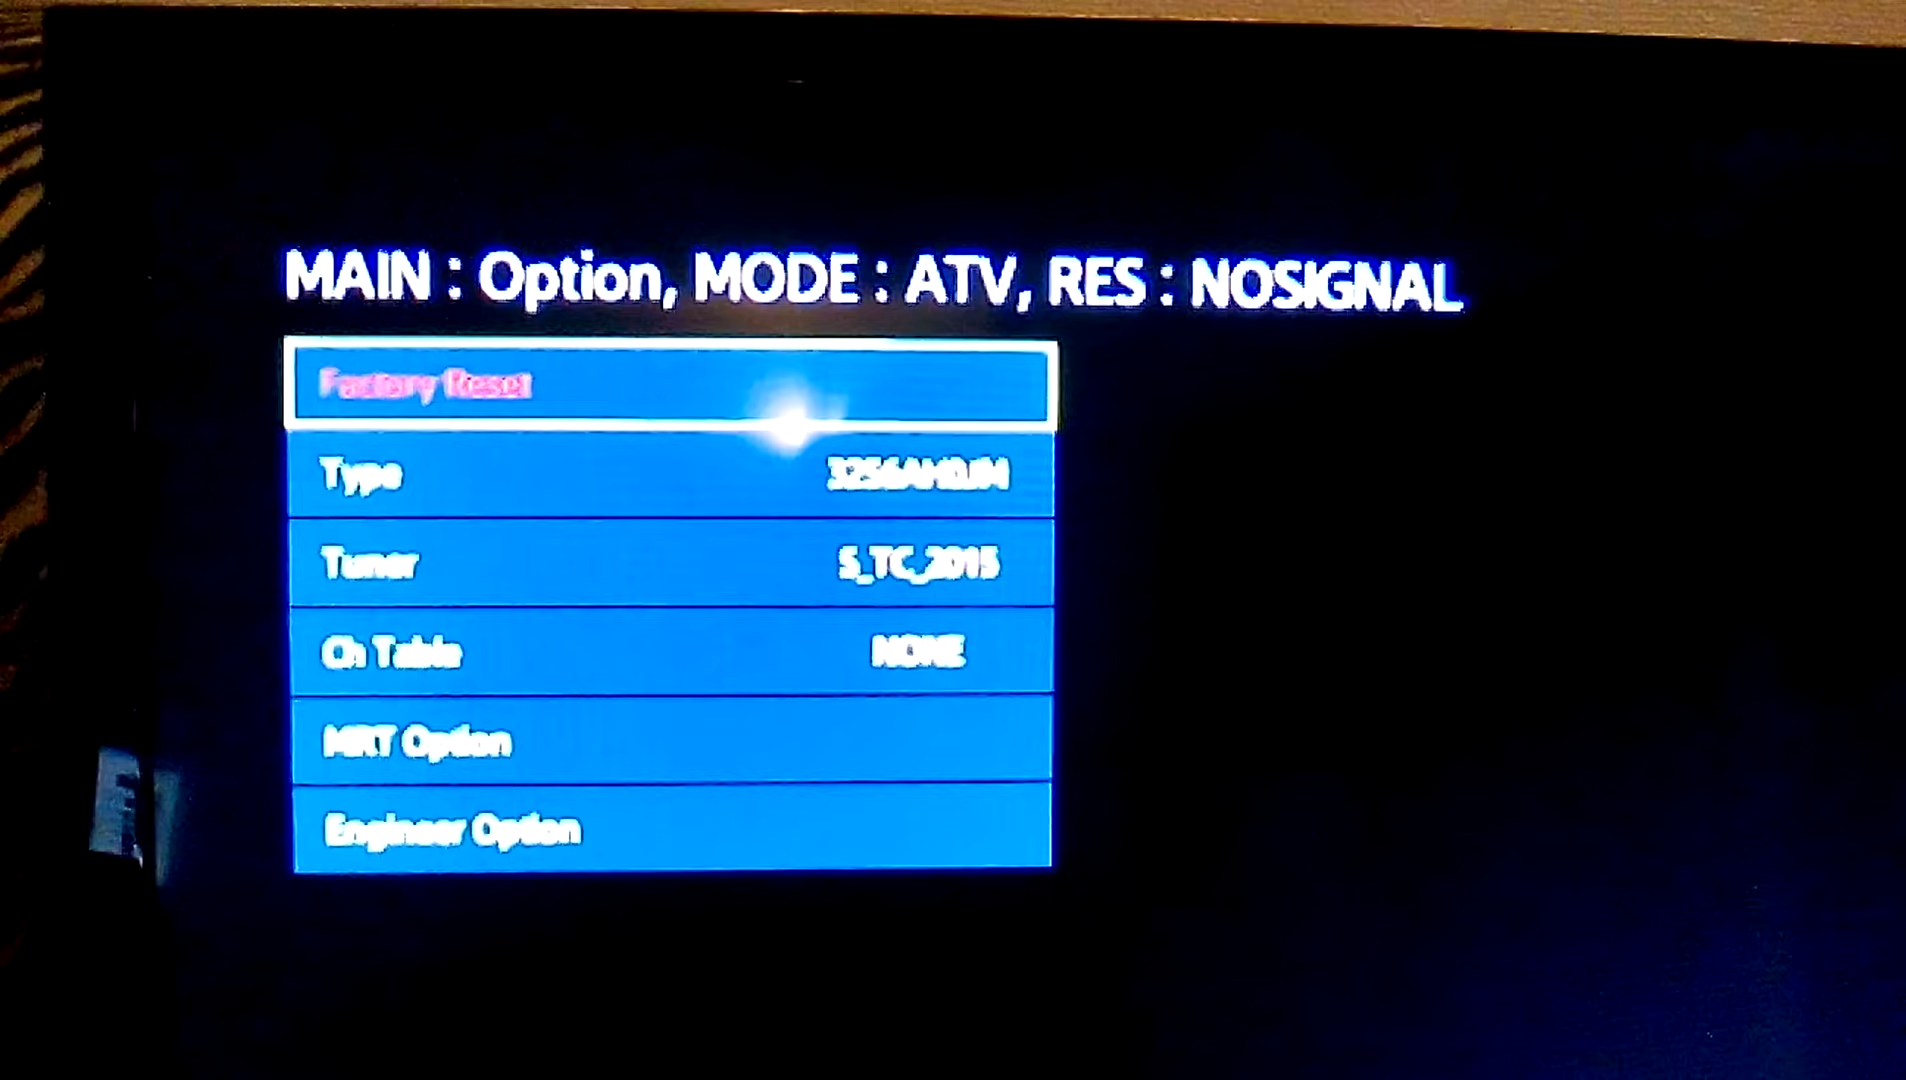 MAIN : Option, MODE : ATV, RES : NOSIGNAL
Factory Reset
Type
Tuner S_TC_2015
Ch Table NONE
MRT Option
Engineer Option